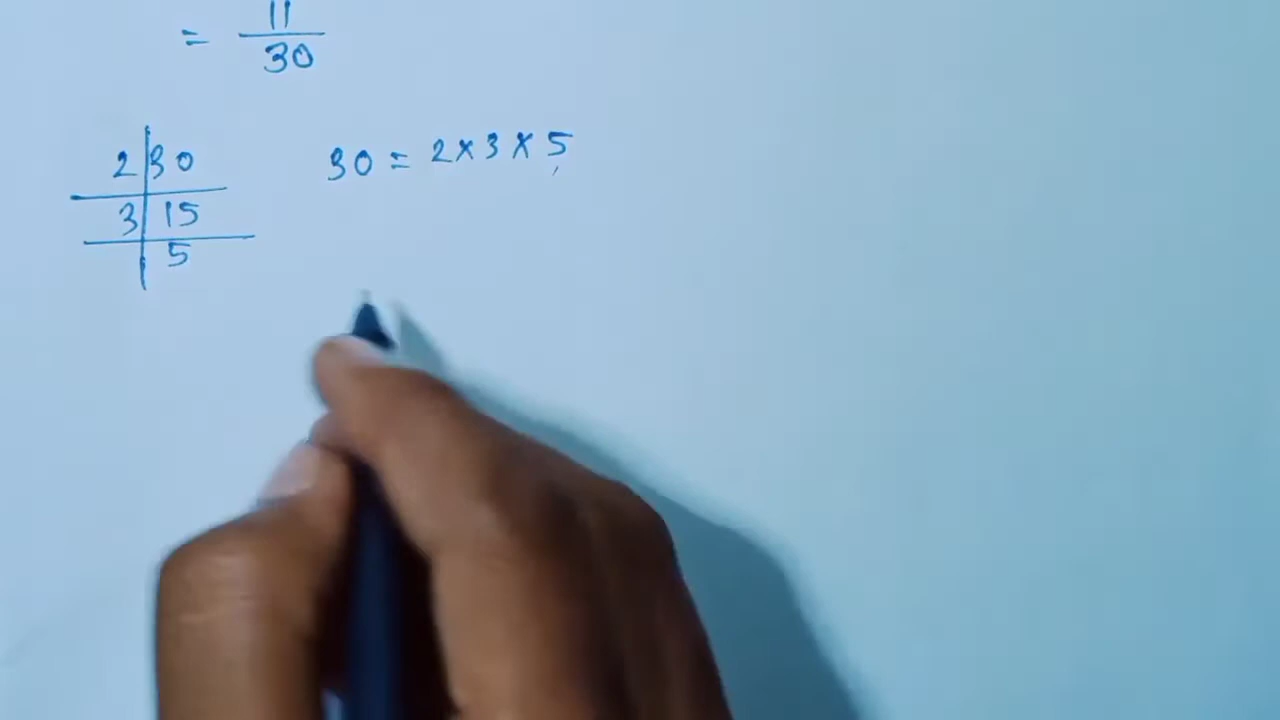 = 11/30
2 | 30
3 | 15
5
30 = 2 × 3 × 5